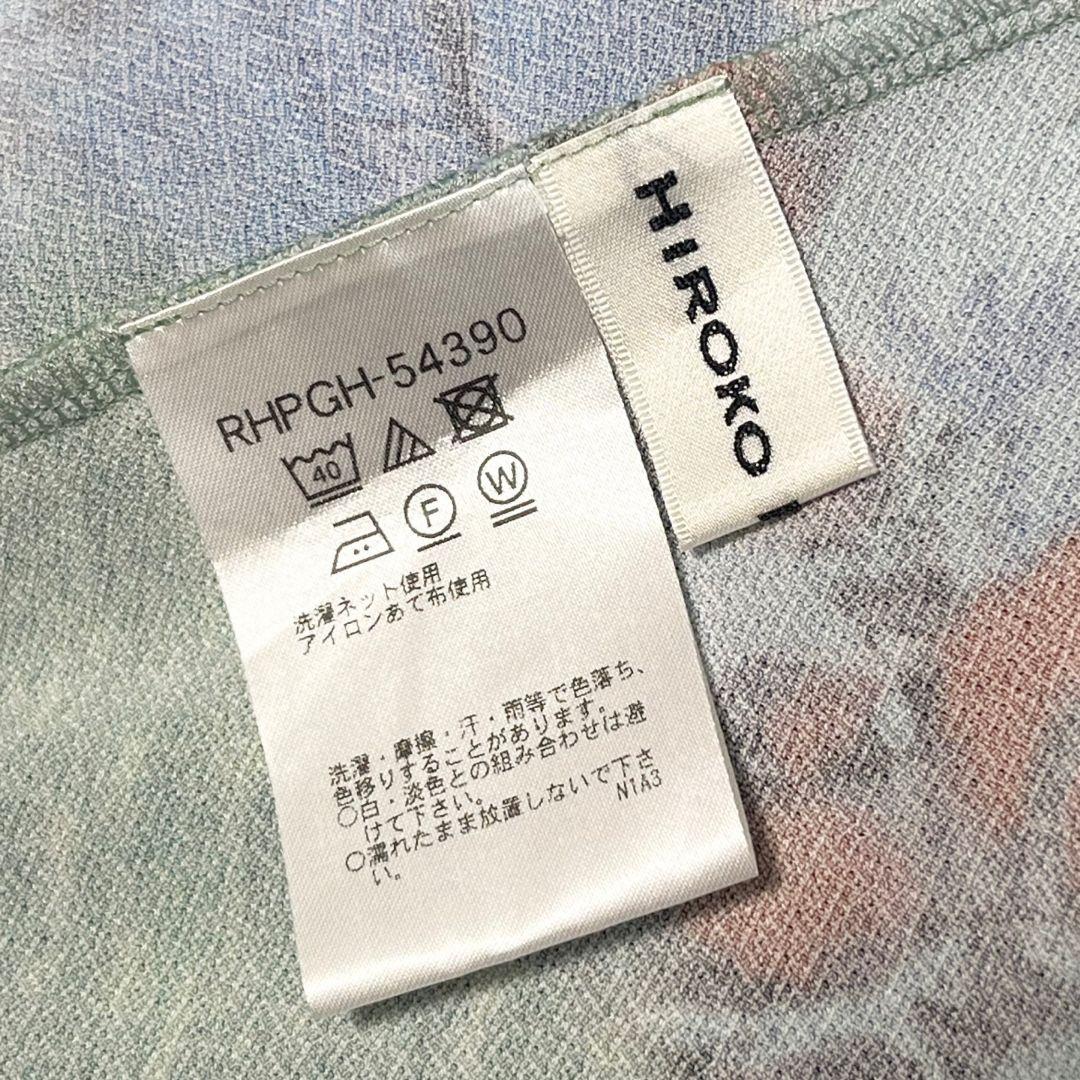 HIROKO
RHPGH-54390
40
F
W
洗濯ネット使用
アイロンあて布使用
洗濯・摩擦・汗・雨等で色落ち、
色移りすることがあります。
○白・淡色との組み合わせは避
けて下さい。
○濡れたまま放置しないで下さ
い。
N1A3